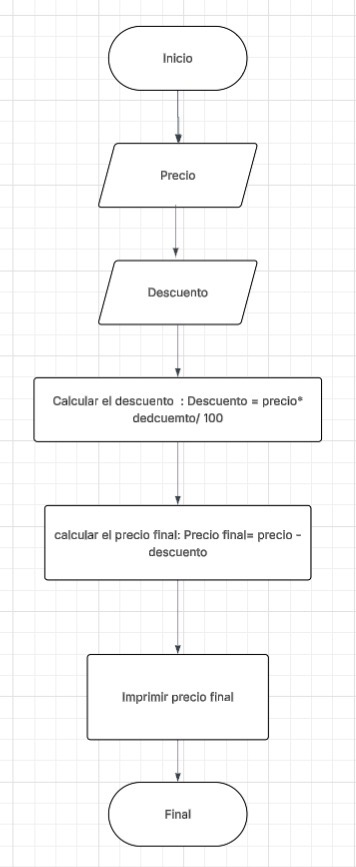 Inicio
Precio
Descuento
Calcular el descuento : Descuento = precio*
dedcuemto/ 100
calcular el precio final: Precio final= precio -
descuento
Imprimir precio final
Final